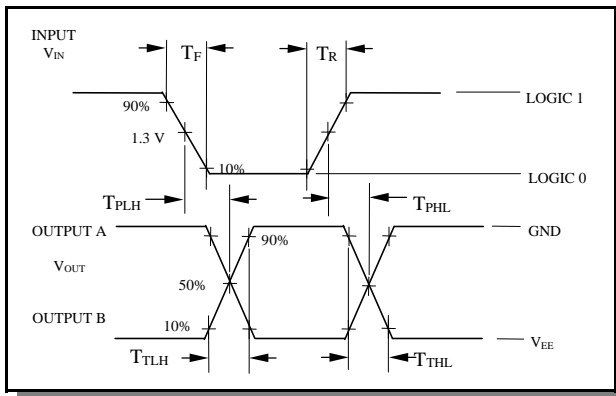 INPUT
VIN
TF
TR
90%
LOGIC 1
1.3 V
10%
LOGIC 0
TPLH
TPHL
OUTPUT A
90%
GND
VOUT
50%
OUTPUT B
10%
VEE
TTLH
TTHL